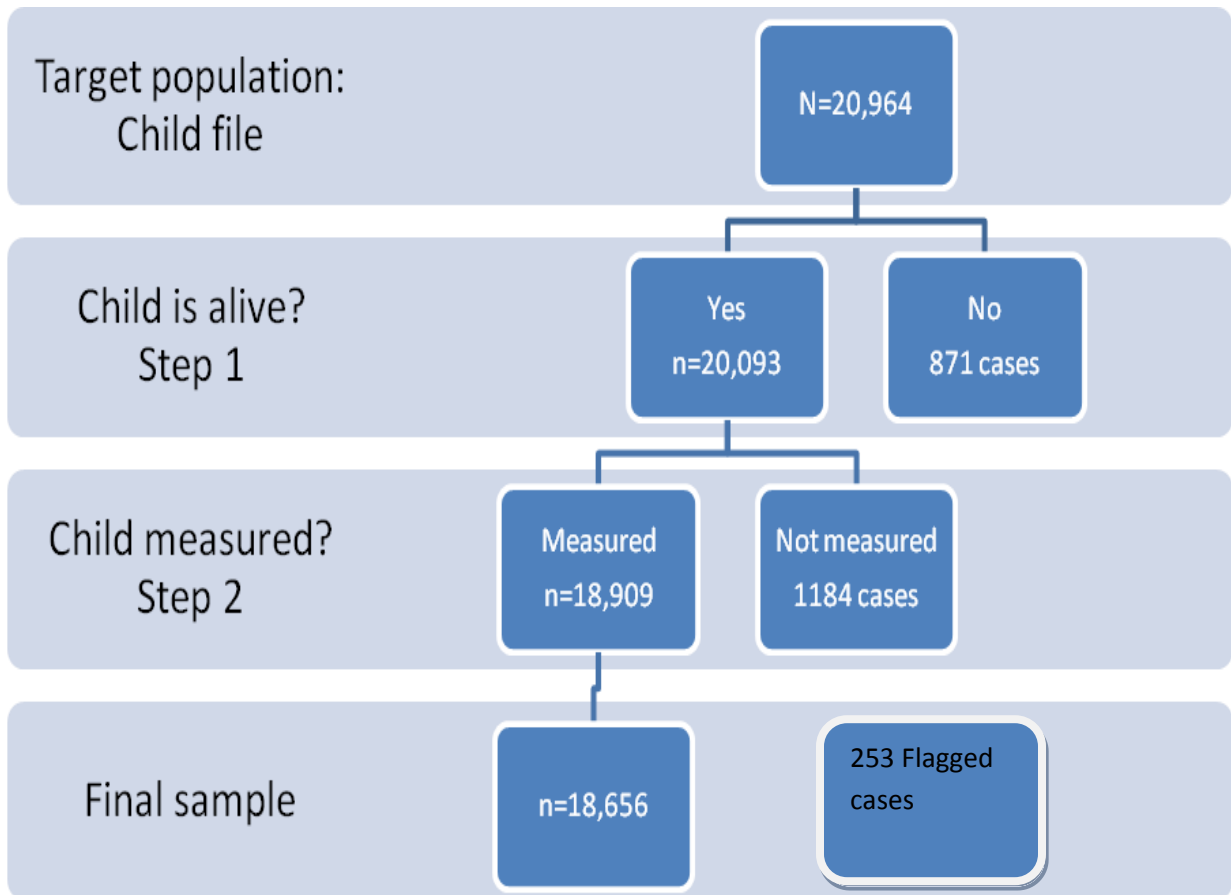 Target population:
Child file
N=20,964
Child is alive?
Step 1
Yes
n=20,093
No
871 cases
Child measured?
Step 2
Measured
n=18,909
Not measured
1184 cases
Final sample
n=18,656
253 Flagged
cases